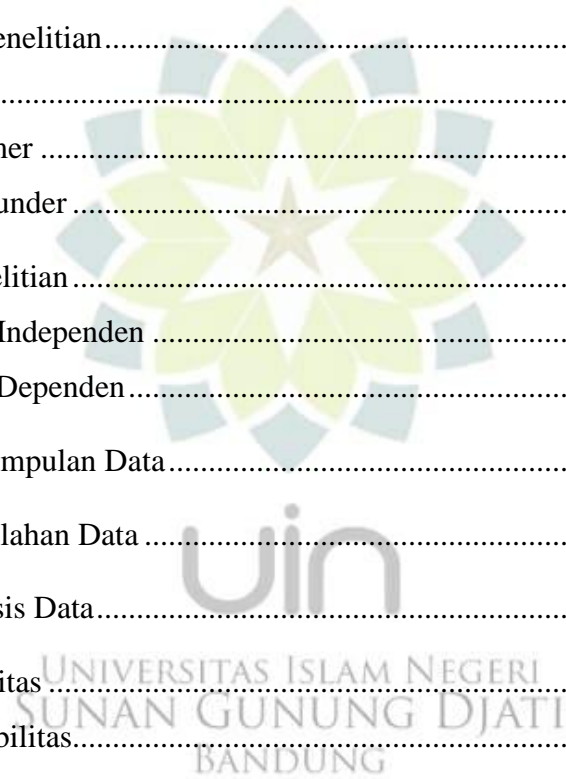 enelitian..............................................................
............................................................................
ner ......................................................................
under ..................................................................
elitian ..................................................................
Independen .......................................................
Dependen...........................................................
mpulan Data.....................................................
lahan Data .........................................................
uin
sis Data...............................................................
UNIVERSITAS ISLAM NEGERI
itas ......................................................................
SUNAN GUNUNG DJATI
bilitas..................................................................
BANDUNG